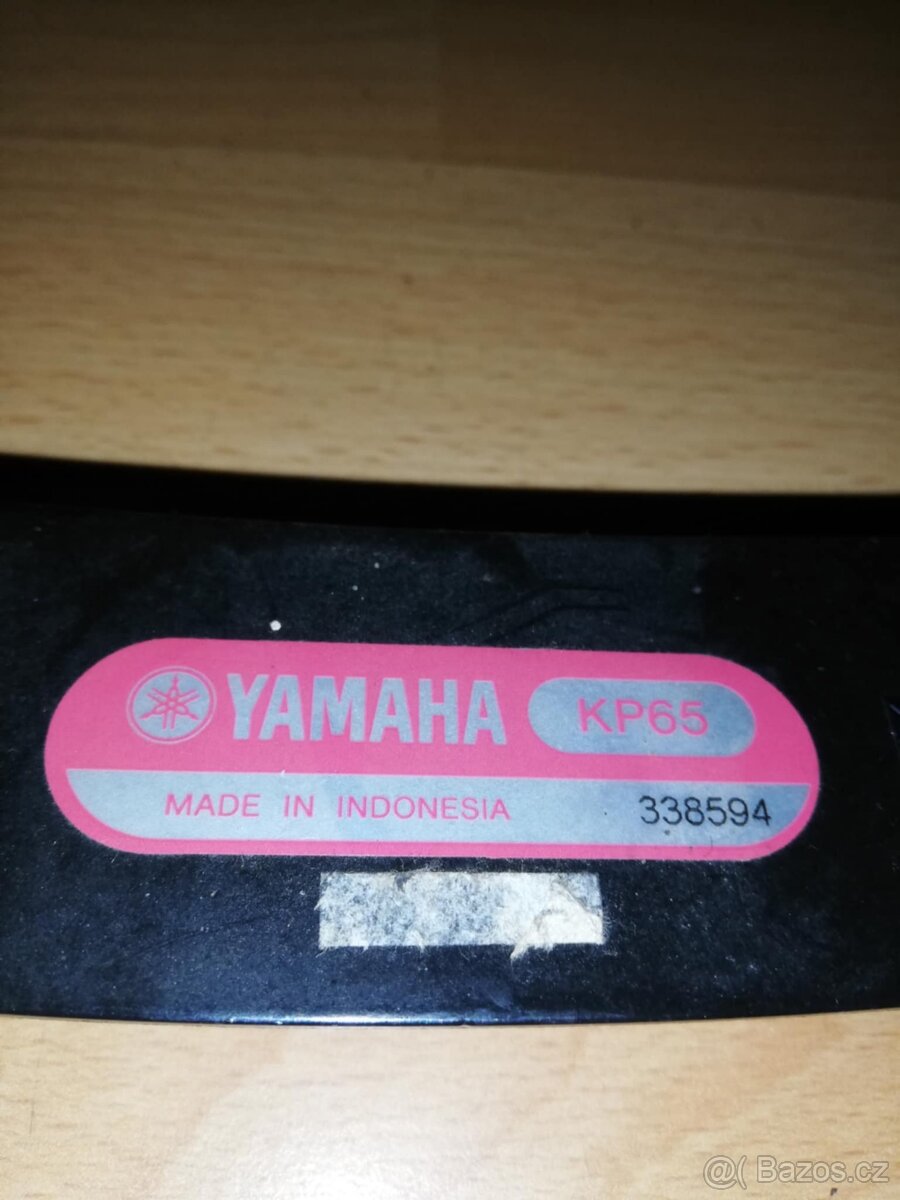 YAMAHA KP65
MADE IN INDONESIA 338594
@( Bazos.cz